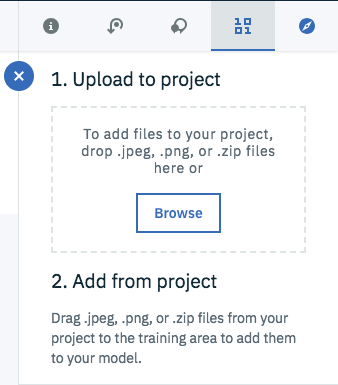 1. Upload to project
To add files to your project,
drop .jpeg, .png, or .zip files
here or
Browse
2. Add from project
Drag .jpeg, .png, or .zip files from your
project to the training area to add them
to your model.